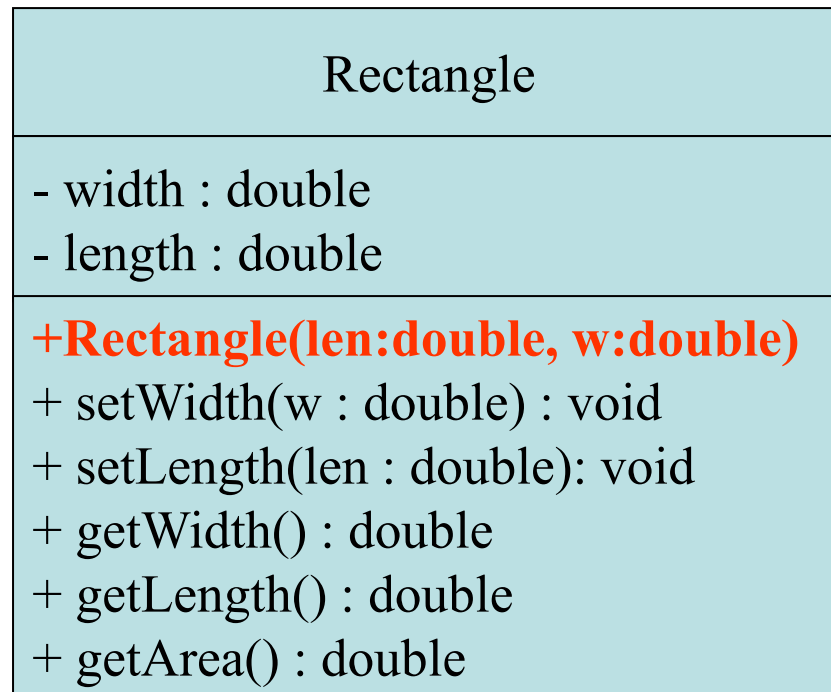 Rectangle
- width : double
- length : double
+Rectangle(len:double, w:double)
+ setWidth(w : double) : void
+ setLength(len : double): void
+ getWidth() : double
+ getLength() : double
+ getArea() : double